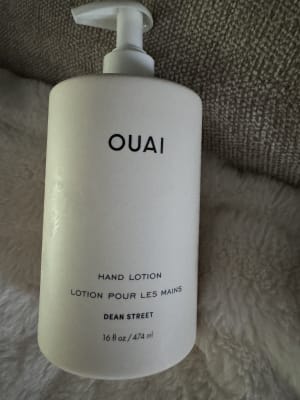 OUAI
HAND LOTION
LOTION POUR LES MAINS
DEAN STREET
16 fl oz / 474 ml